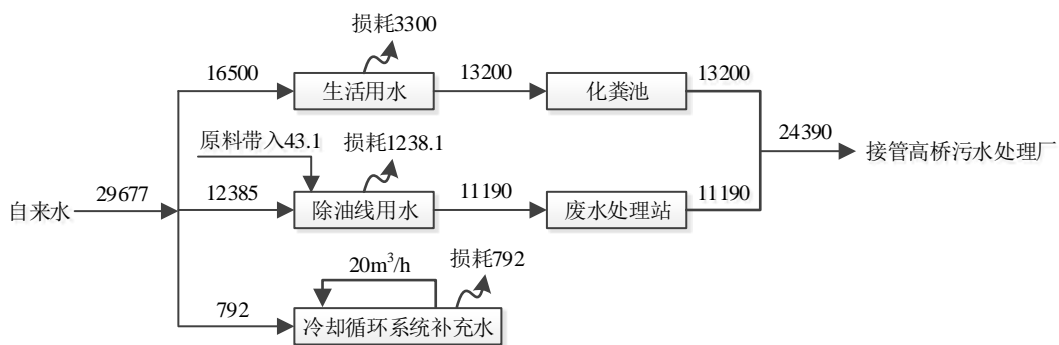 损耗3300
16500
生活用水
13200
化粪池
13200
原料带入43.1
损耗1238.1
24390
接管高桥污水处理厂
自来水
29677
12385
除油线用水
11190
废水处理站
11190
20m³/h
损耗792
792
冷却循环系统补充水